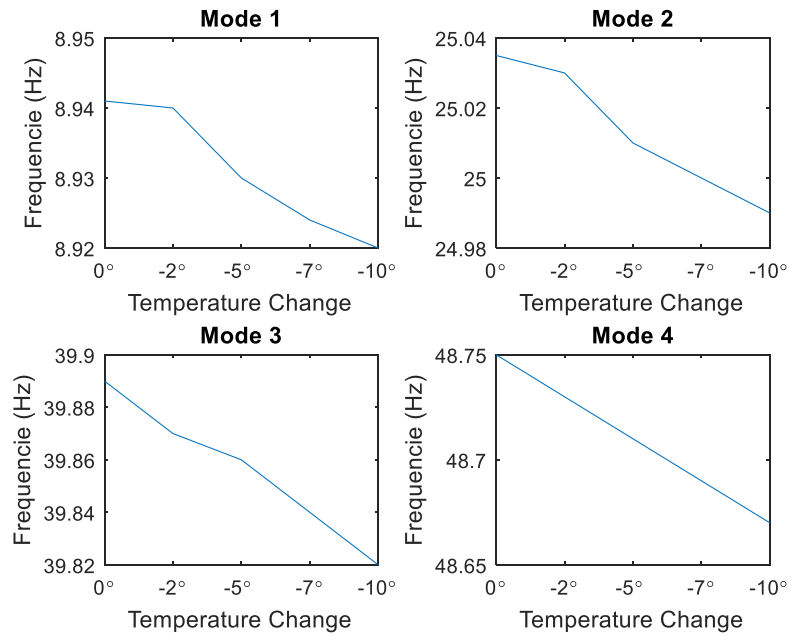 Mode 1
8.95
8.94
8.93
8.92
Frequencie (Hz)
0° -2° -5° -7° -10°
Temperature Change
Mode 2
25.04
25.02
25
24.98
Frequencie (Hz)
0° -2° -5° -7° -10°
Temperature Change
Mode 3
39.9
39.88
39.86
39.84
39.82
Frequencie (Hz)
0° -2° -5° -7° -10°
Temperature Change
Mode 4
48.75
48.7
48.65
Frequencie (Hz)
0° -2° -5° -7° -10°
Temperature Change